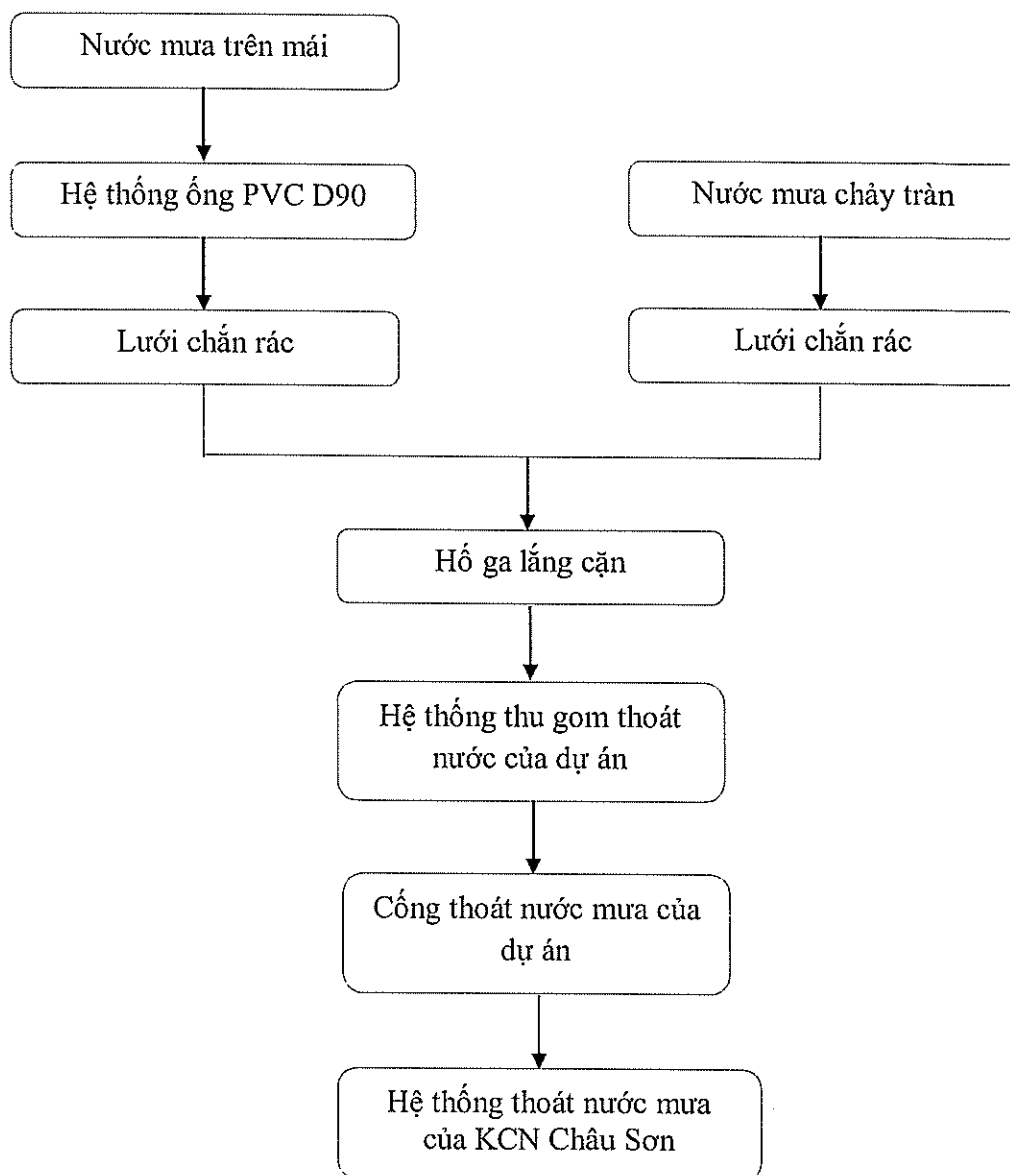 Nước mưa trên mái
Hệ thống ống PVC D90
Nước mưa chảy tràn
Lưới chắn rác
Lưới chắn rác
Hố ga lắng cặn
Hệ thống thu gom thoát
nước của dự án
Cống thoát nước mưa của
dự án
Hệ thống thoát nước mưa
của KCN Châu Sơn